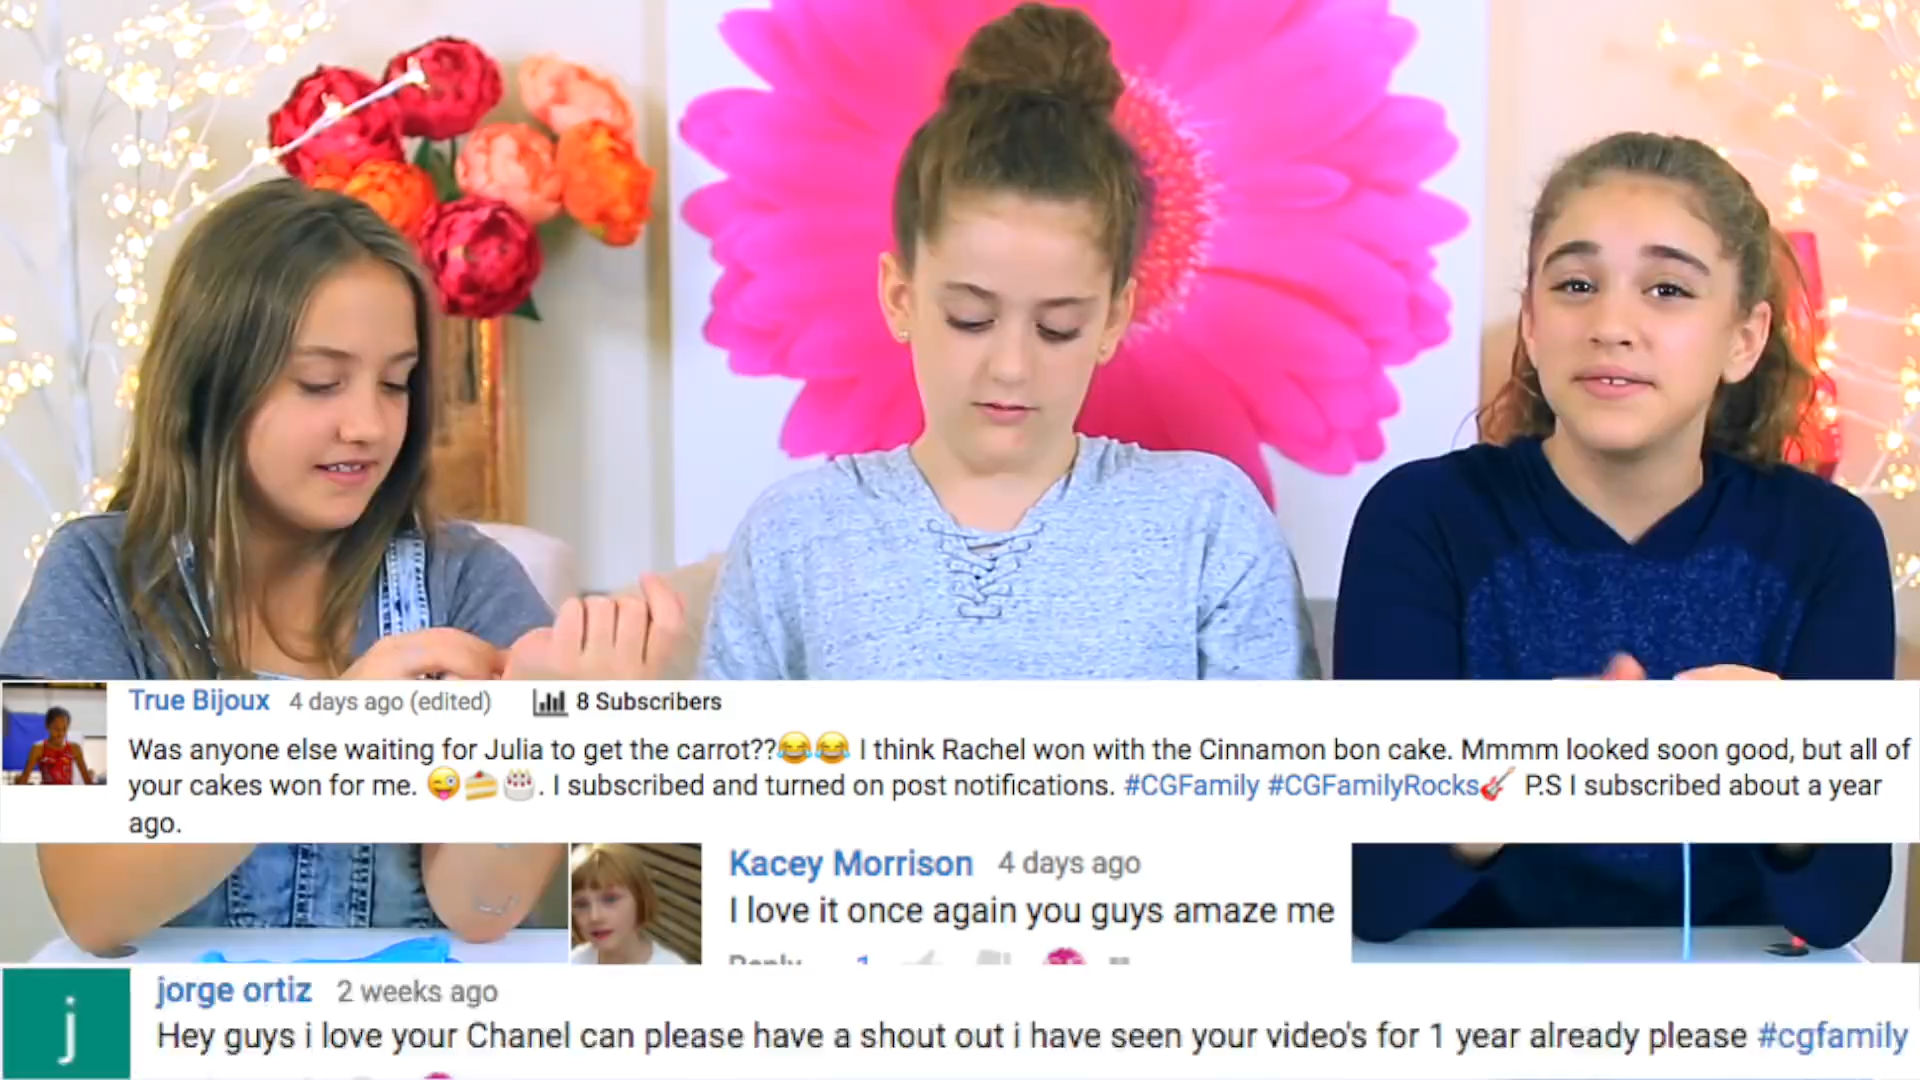 True Bijoux 4 days ago (edited) 8 Subscribers
Was anyone else waiting for Julia to get the carrot??😂😂 I think Rachel won with the Cinnamon bon cake. Mmmm looked soon good, but all of
your cakes won for me. 😜🍰🎂. I subscribed and turned on post notifications. #CGFamily #CGFamilyRocks🎸 P.S I subscribed about a year
ago.
Kacey Morrison 4 days ago
I love it once again you guys amaze me
Reply 1
j
jorge ortiz 2 weeks ago
Hey guys i love your Chanel can please have a shout out i have seen your video's for 1 year already please #cgfamily